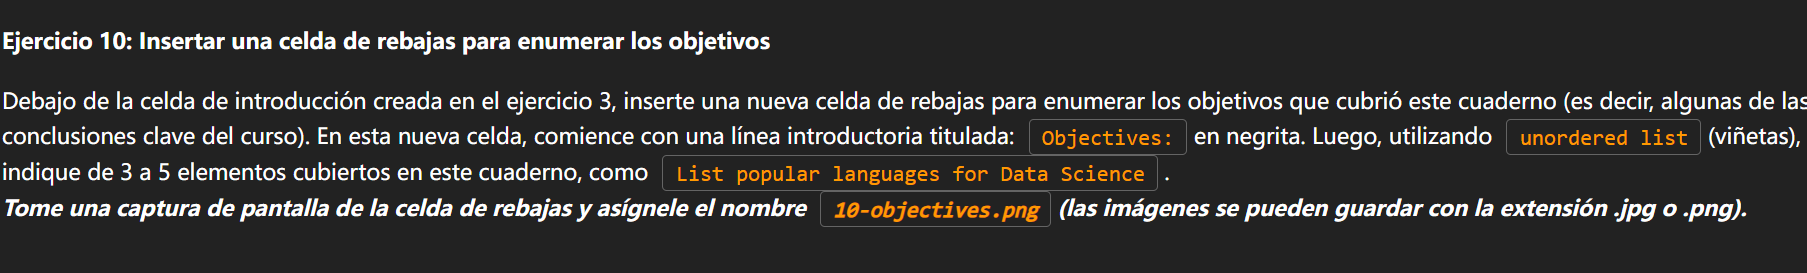 Ejercicio 10: Insertar una celda de rebajas para enumerar los objetivos
Debajo de la celda de introducción creada en el ejercicio 3, inserte una nueva celda de rebajas para enumerar los objetivos que cubrió este cuaderno (es decir, algunas de las
conclusiones clave del curso). En esta nueva celda, comience con una línea introductoria titulada: Objectives: en negrita. Luego, utilizando unordered list (viñetas),
indique de 3 a 5 elementos cubiertos en este cuaderno, como List popular languages for Data Science .
Tome una captura de pantalla de la celda de rebajas y asígnele el nombre 10-objectives.png (las imágenes se pueden guardar con la extensión .jpg o .png).